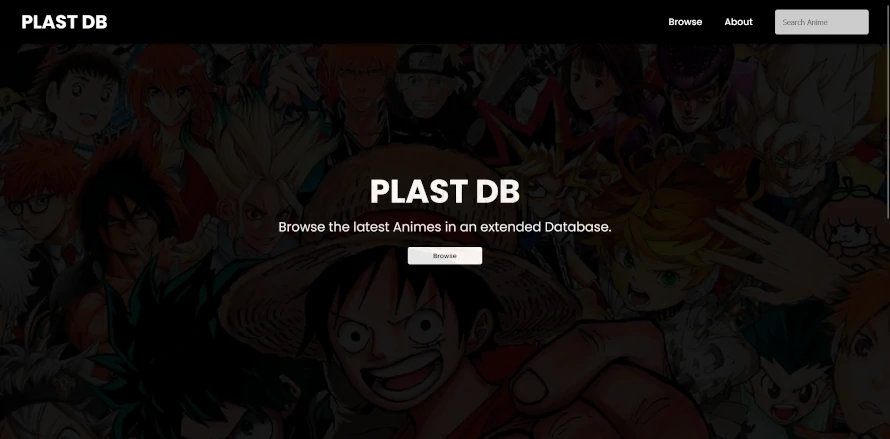 PLAST DB
Browse
About
Search Anime
PLAST DB
Browse the latest Animes in an extended Database.
Browse